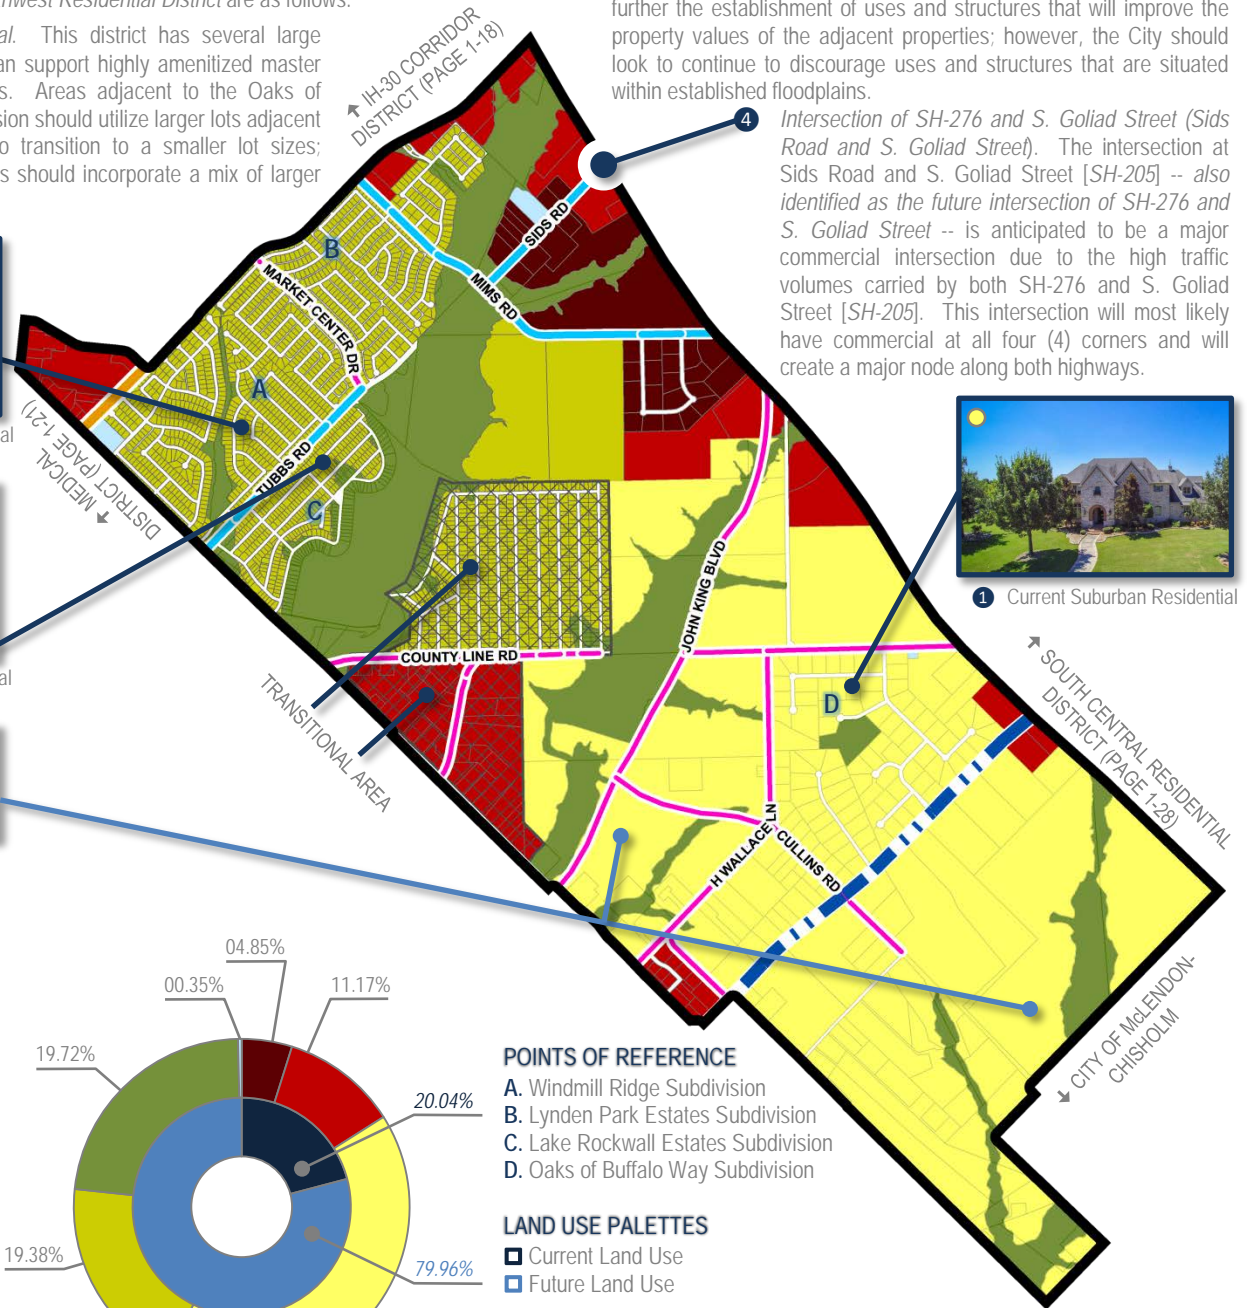 west Residential District are as follows.
al. This district has several large
an support highly amenitized master
s. Areas adjacent to the Oaks of
sion should utilize larger lots adjacent
o transition to a smaller lot sizes;
s should incorporate a mix of larger
further the establishment of uses and structures that will improve the
property values of the adjacent properties; however, the City should
look to continue to discourage uses and structures that are situated
within established floodplains.
4
Intersection of SH-276 and S. Goliad Street (Sids
Road and S. Goliad Street). The intersection at
Sids Road and S. Goliad Street [SH-205] -- also
identified as the future intersection of SH-276 and
S. Goliad Street -- is anticipated to be a major
commercial intersection due to the high traffic
volumes carried by both SH-276 and S. Goliad
Street [SH-205]. This intersection will most likely
have commercial at all four (4) corners and will
create a major node along both highways.
IH-30 CORRIDOR
DISTRICT (PAGE 1-18)
SIDS RD
B
MIMS RD
MARKET CENTER DR
A
TUBBS RD
C
MEDICAL
DISTRICT (PAGE 1-21)
al
al
JOHN KING BLVD
COUNTY LINE RD
TRANSITIONAL AREA
1 Current Suburban Residential
D
SOUTH CENTRAL RESIDENTIAL
DISTRICT (PAGE 1-28)
H WALLACE LN
CULLINS RD
CITY OF McLENDON-
CHISHOLM
04.85%
00.35%
11.17%
19.72%
20.04%
19.38%
79.96%
POINTS OF REFERENCE
A. Windmill Ridge Subdivision
B. Lynden Park Estates Subdivision
C. Lake Rockwall Estates Subdivision
D. Oaks of Buffalo Way Subdivision
LAND USE PALETTES
Current Land Use
Future Land Use